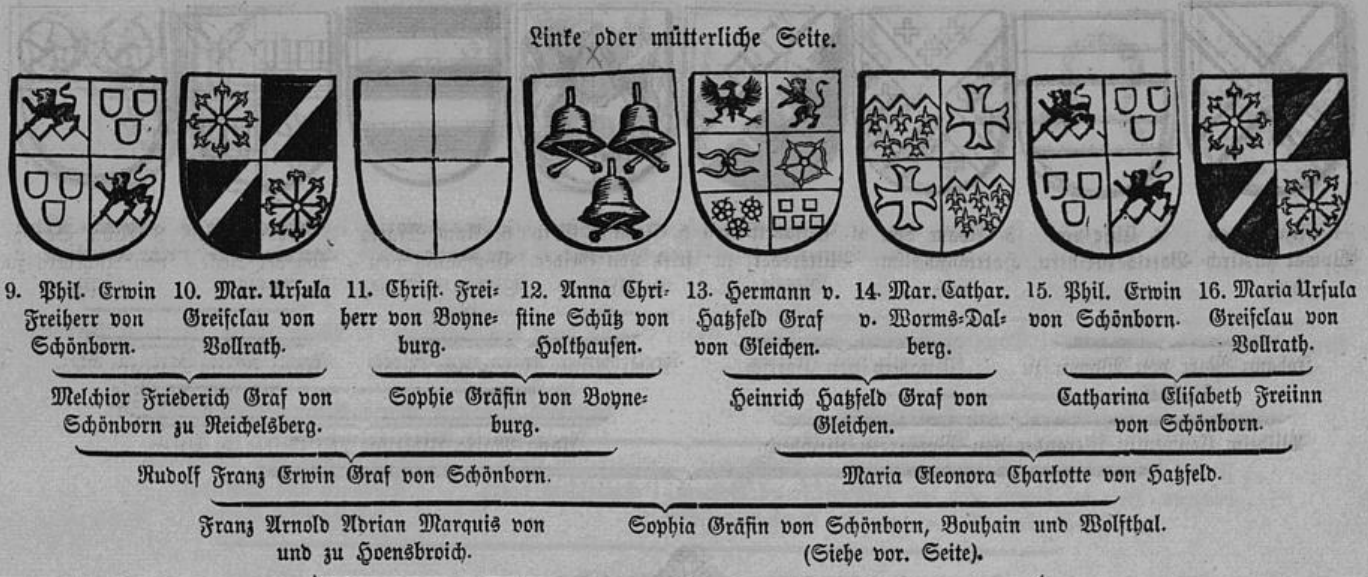 Linke oder mütterliche Seite.
9. Phil. Erwin
Freiherr von
Schönborn.
10. Mar. Ursula
Greisclau von
Vollrath.
11. Christ. Frei=
herr von Boyne=
burg.
12. Anna Chri=
stine Schütz von
Holthausen.
13. Hermann v.
Hatzfeld Graf
von Gleichen.
14. Mar. Cathar.
v. Worms=Dal=
berg.
15. Phil. Erwin
von Schönborn.
16. Maria Ursula
Greisclau von
Vollrath.
Melchior Friederich Graf von
Schönborn zu Reichelsberg.
Sophie Gräfin von Boyne=
burg.
Heinrich Hatzfeld Graf von
Gleichen.
Catharina Elisabeth Freiinn
von Schönborn.
Rudolf Franz Erwin Graf von Schönborn.
Maria Eleonora Charlotte von Hatzfeld.
Franz Arnold Adrian Marquis von
und zu Hoensbroich.
Sophia Gräfin von Schönborn, Bouhain und Wolfthal.
(Siehe vor. Seite).